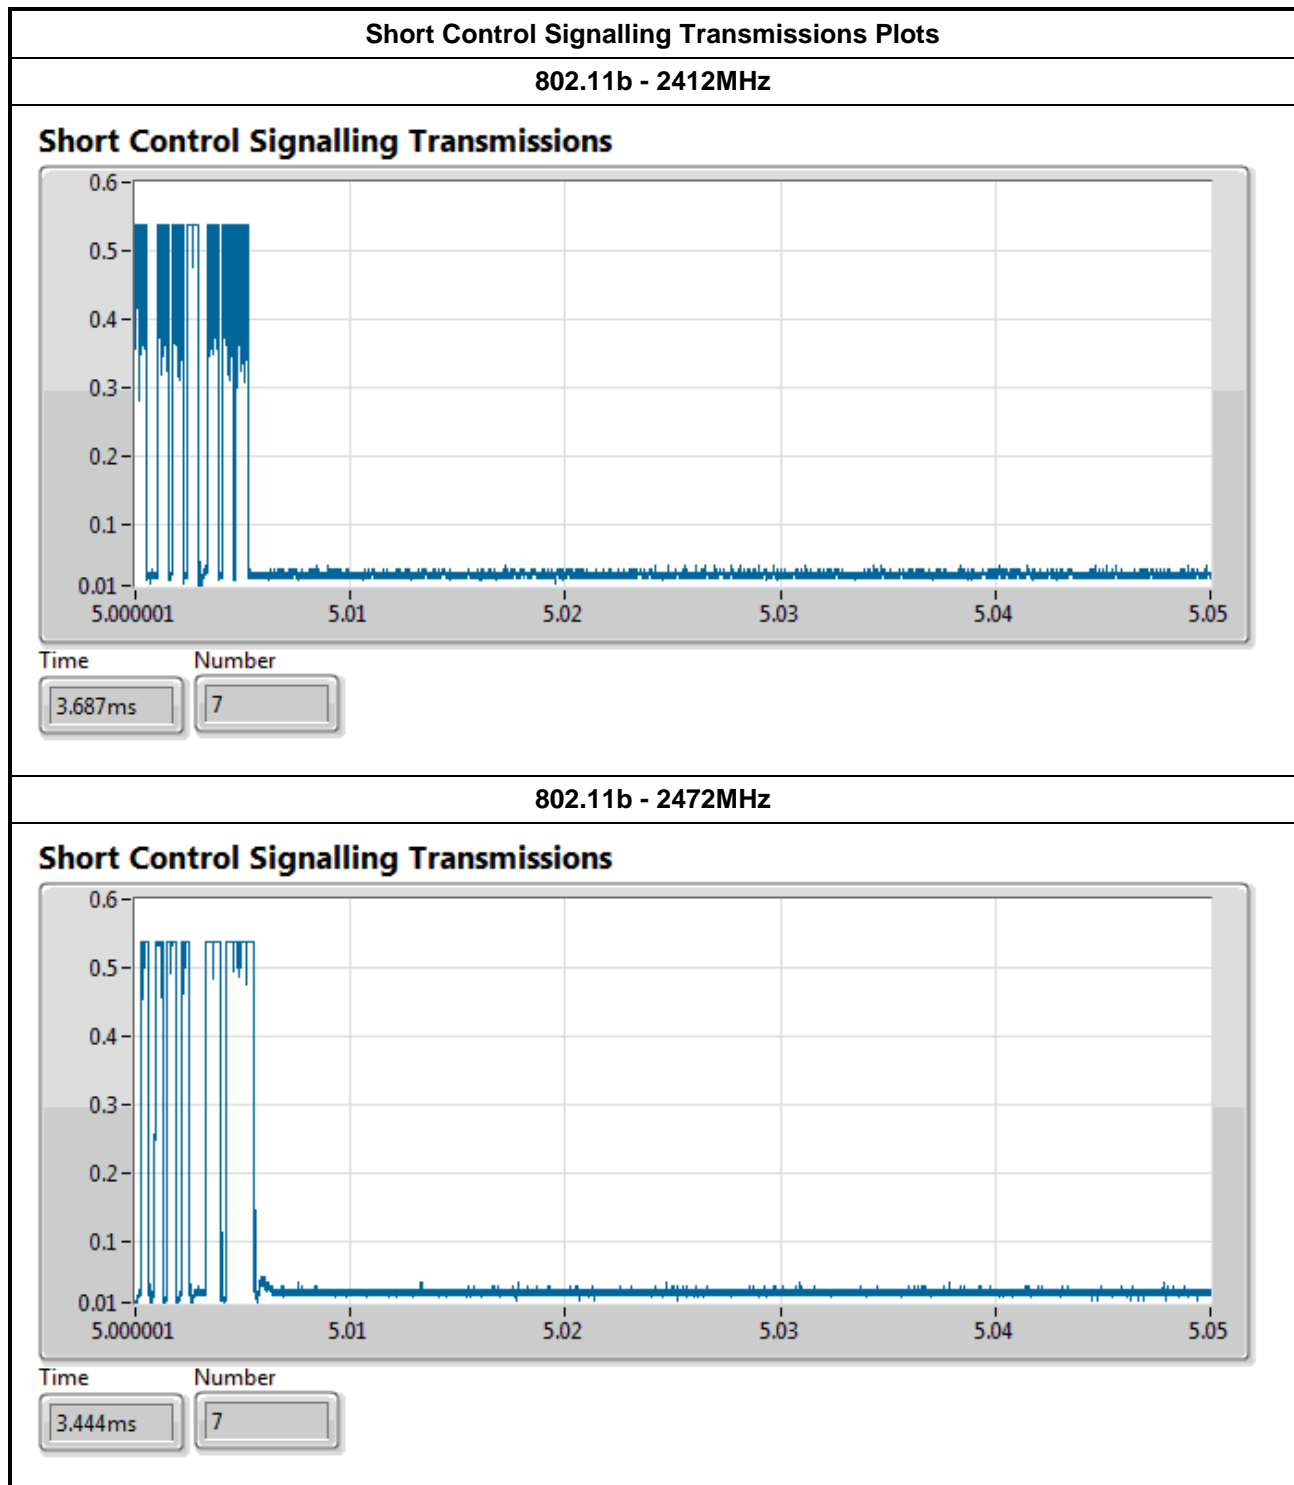 Short Control Signalling Transmissions Plots
802.11b - 2412MHz
Short Control Signalling Transmissions
0.6
0.5
0.4
0.3
0.2
0.1
0.01
5.000001 5.01 5.02 5.03 5.04 5.05
Time Number
3.687ms 7
802.11b - 2472MHz
Short Control Signalling Transmissions
0.6
0.5
0.4
0.3
0.2
0.1
0.01
5.000001 5.01 5.02 5.03 5.04 5.05
Time Number
3.444ms 7